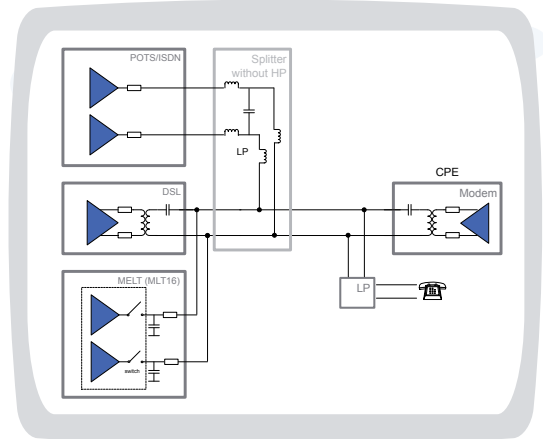 POTS/ISDN
Splitter
without HP
LP
DSL
CPE
Modem
MELT (MLT16)
LP
switch